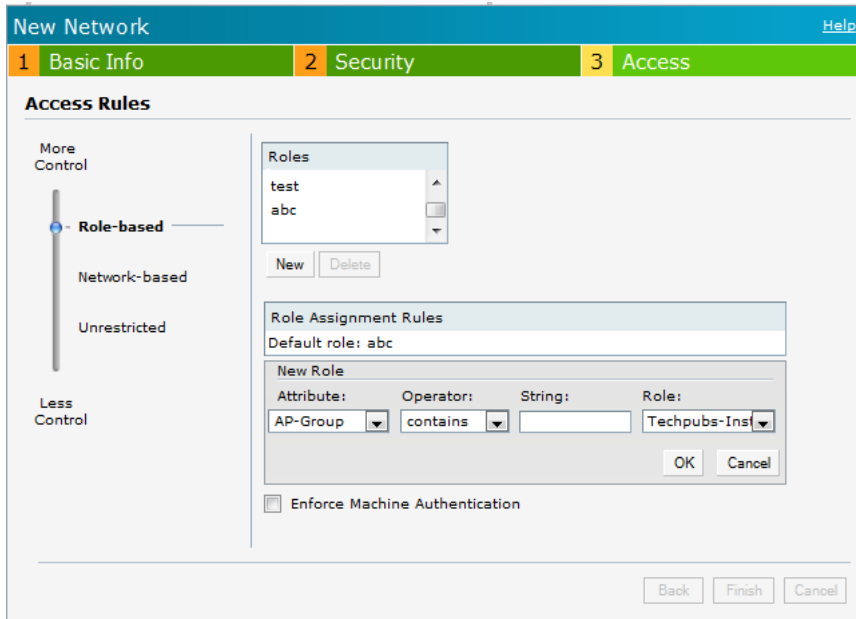 New Network
Help
1 Basic Info
2 Security
3 Access
Access Rules
More
Control
Role-based
Network-based
Unrestricted
Less
Control
Roles
test
abc
New
Delete
Role Assignment Rules
Default role: abc
New Role
Attribute:
Operator:
String:
Role:
AP-Group
contains
Techpubs-Inst
OK
Cancel
Enforce Machine Authentication
Back
Finish
Cancel